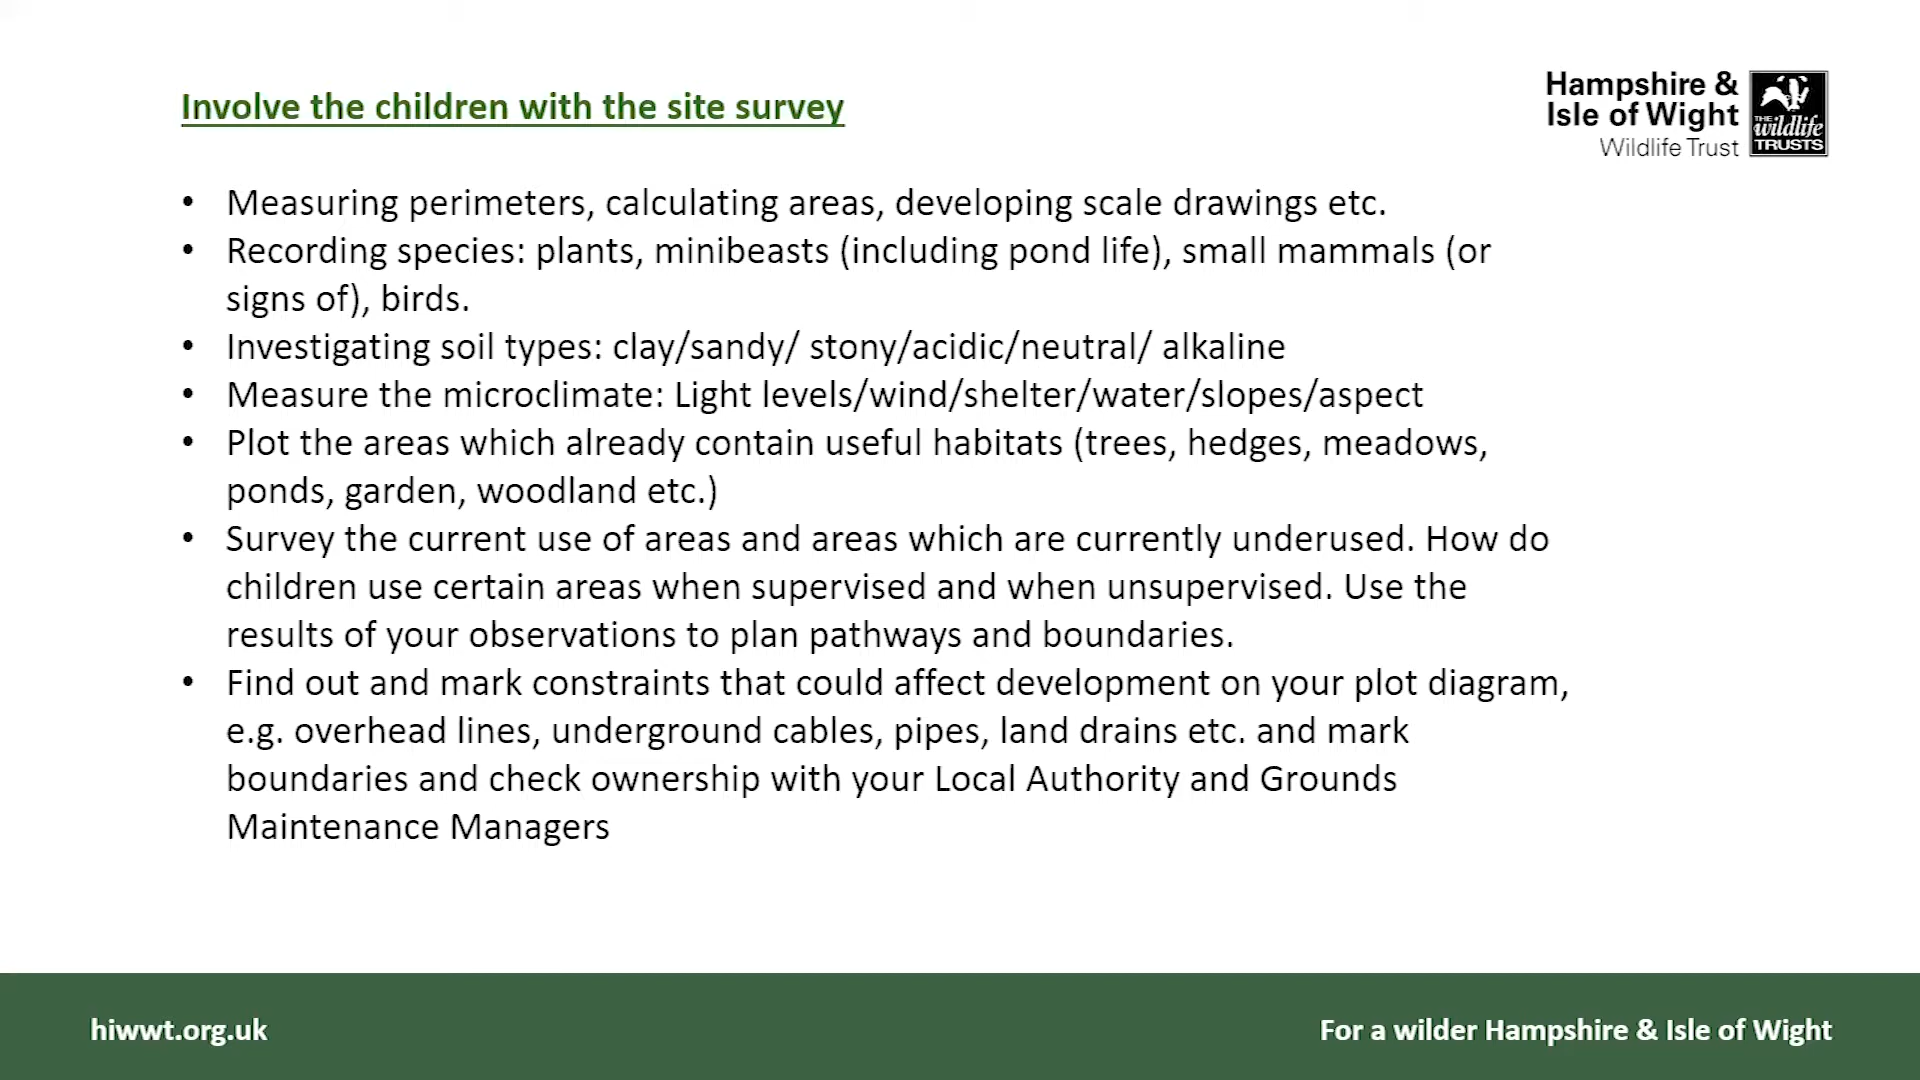 Involve the children with the site survey
Hampshire &
Isle of Wight
Wildlife Trust
THE
wildlife
TRUSTS
• Measuring perimeters, calculating areas, developing scale drawings etc.
• Recording species: plants, minibeasts (including pond life), small mammals (or
signs of), birds.
• Investigating soil types: clay/sandy/ stony/acidic/neutral/ alkaline
• Measure the microclimate: Light levels/wind/shelter/water/slopes/aspect
• Plot the areas which already contain useful habitats (trees, hedges, meadows,
ponds, garden, woodland etc.)
• Survey the current use of areas and areas which are currently underused. How do
children use certain areas when supervised and when unsupervised. Use the
results of your observations to plan pathways and boundaries.
• Find out and mark constraints that could affect development on your plot diagram,
e.g. overhead lines, underground cables, pipes, land drains etc. and mark
boundaries and check ownership with your Local Authority and Grounds
Maintenance Managers
hiwwt.org.uk
For a wilder Hampshire & Isle of Wight